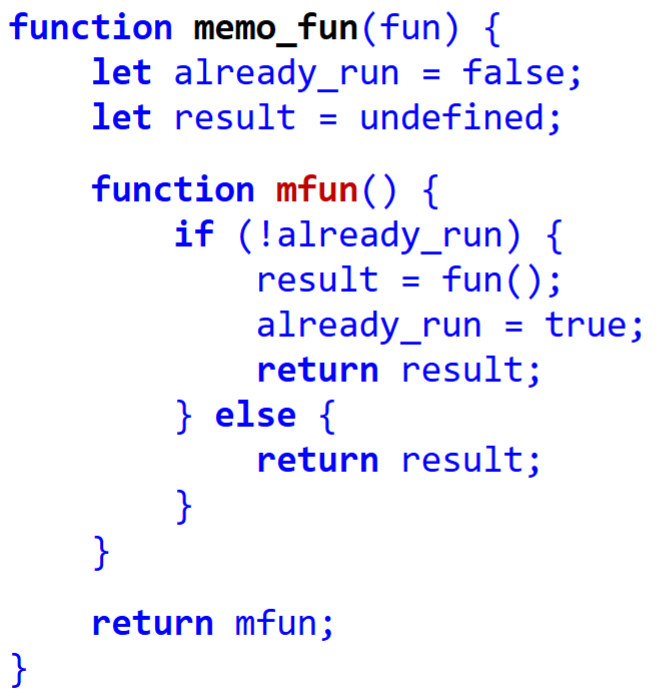 function memo_fun(fun) {
    let already_run = false;
    let result = undefined;
    function mfun() {
        if (!already_run) {
            result = fun();
            already_run = true;
            return result;
        } else {
            return result;
        }
    }
    return mfun;
}